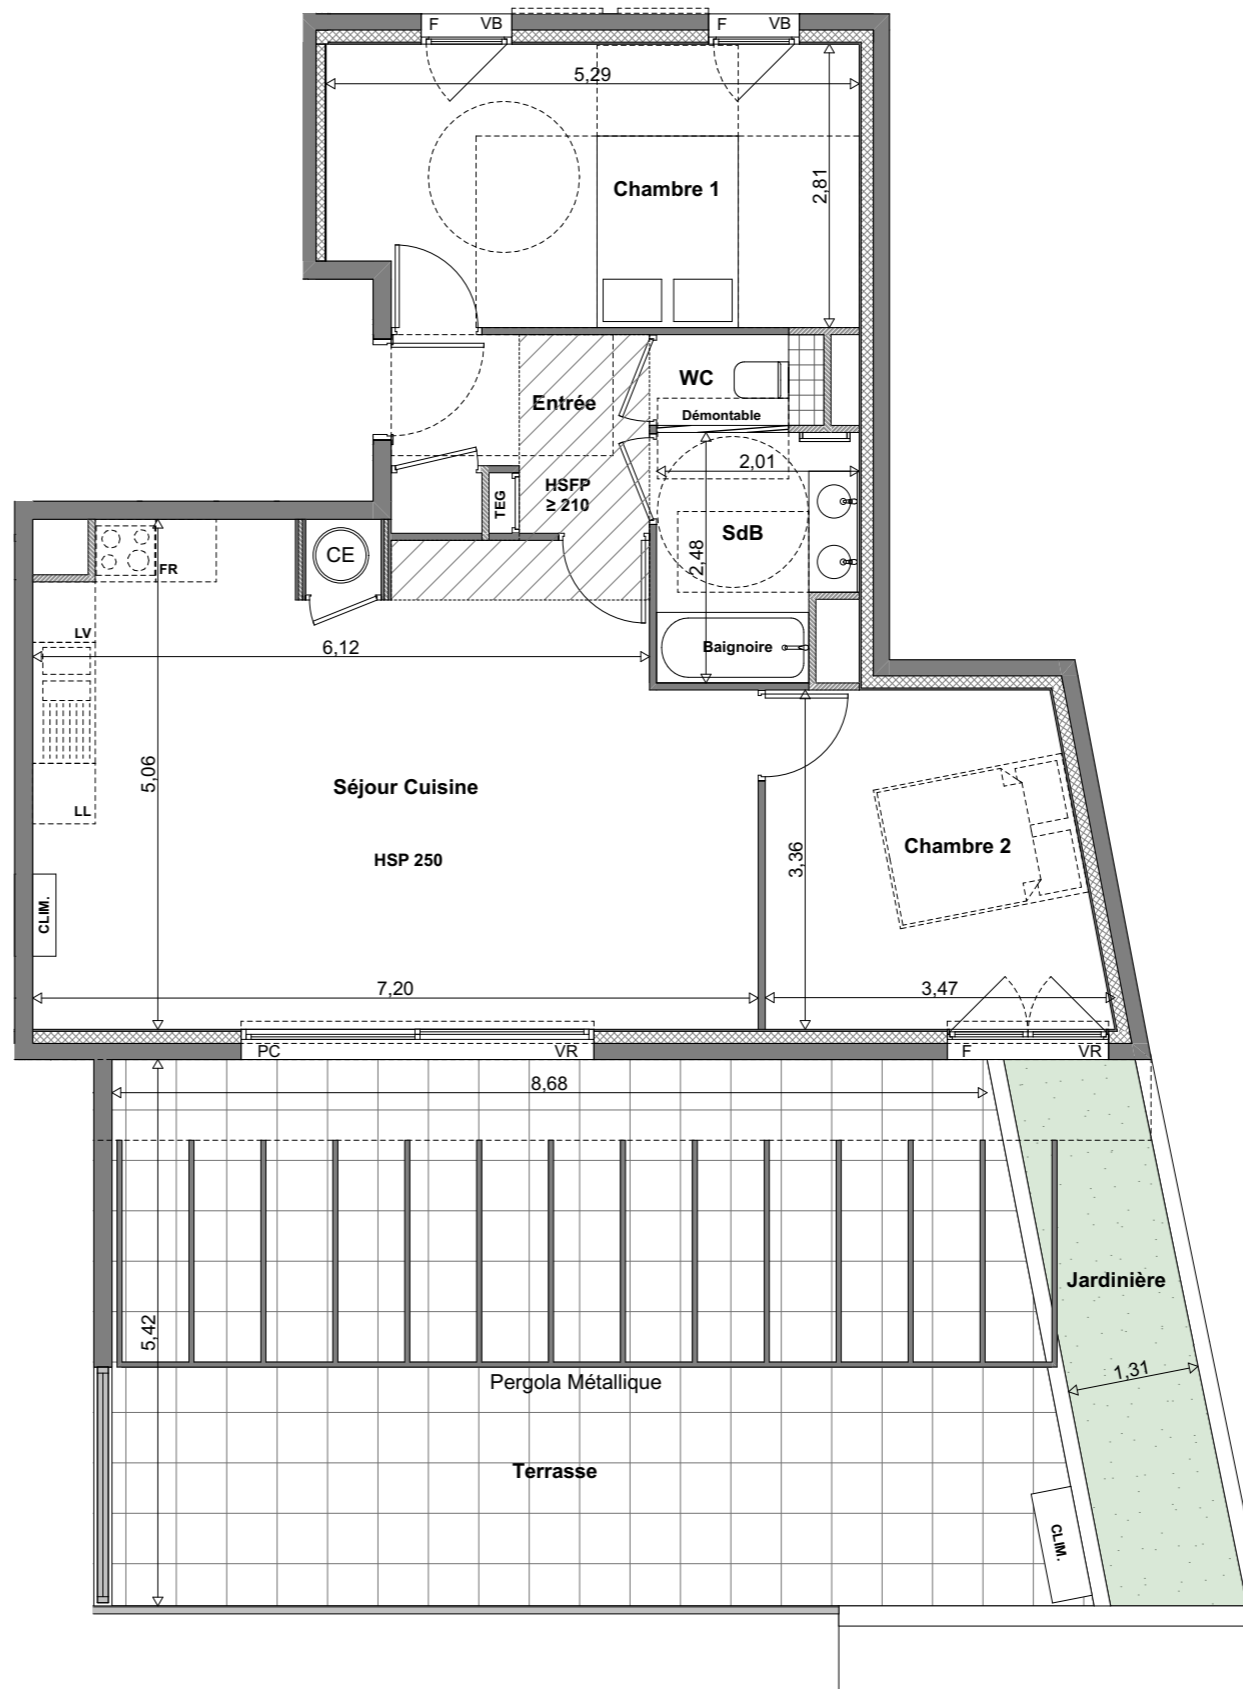 F VB F VB
5,29
Chambre 1
2,81
WC
Entrée
Démontable
2,01
HSFP
≥ 210
TEG
SdB
CE
FR
2,48
LV
Baignoire
6,12
Séjour Cuisine
5,06
LL
Chambre 2
3,36
HSP 250
CLIM.
7,20
3,47
PC VR F VR
8,68
Jardinière
5,42
1,31
Pergola Métallique
Terrasse
CLIM.